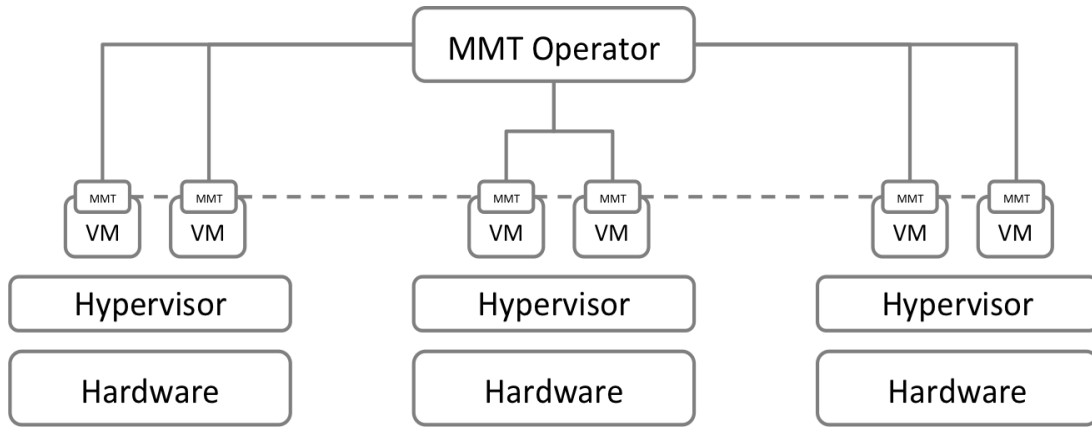 MMT Operator
MMT MMT MMT MMT MMT MMT
VM VM VM VM VM VM
Hypervisor Hypervisor Hypervisor
Hardware Hardware Hardware